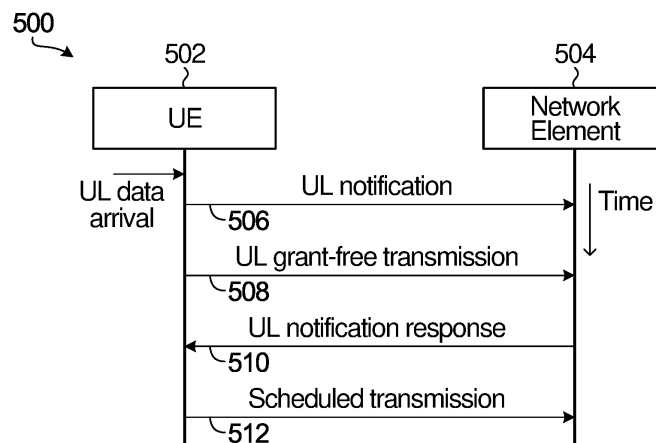 500
502
504
UE
Network
Element
UL data
arrival
UL notification
506
Time
UL grant-free transmission
508
UL notification response
510
Scheduled transmission
512